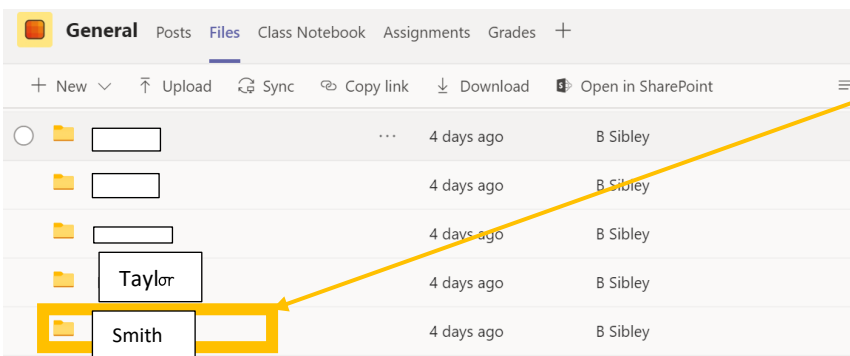 General Posts Files Class Notebook Assignments Grades +
+ New Upload Sync Copy link Download Open in SharePoint
... 4 days ago B Sibley
4 days ago B Sibley
4 days ago B Sibley
Taylor 4 days ago B Sibley
Smith 4 days ago B Sibley